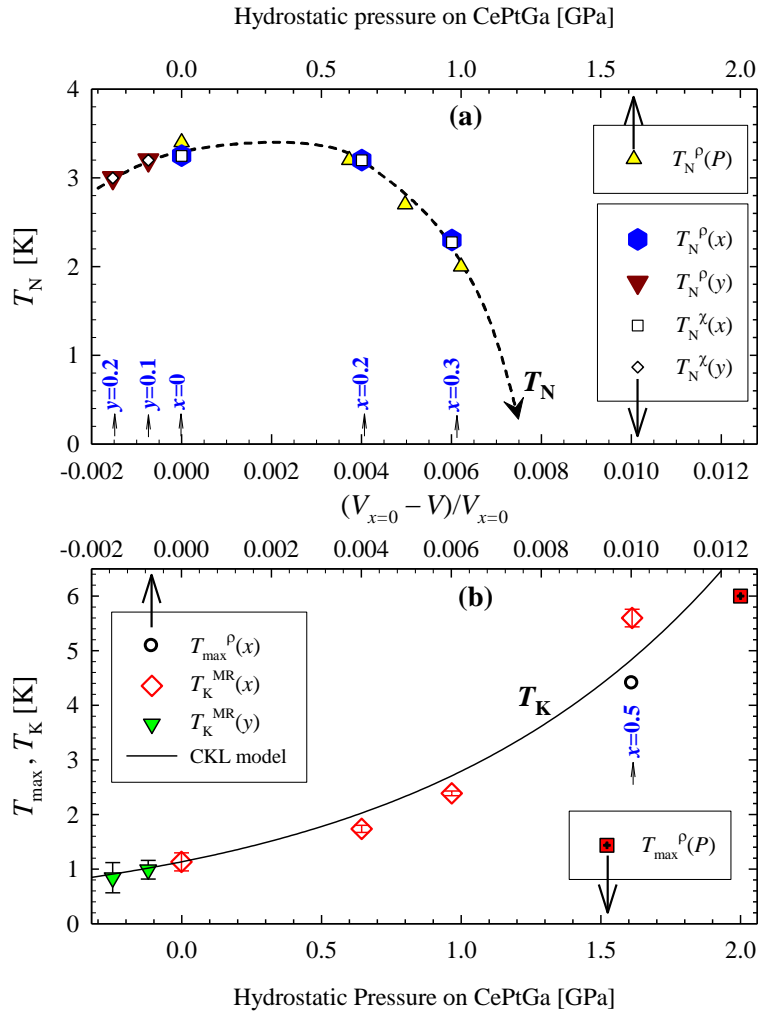 Hydrostatic pressure on CePtGa [GPa]
0.0 0.5 1.0 1.5 2.0
4
3
2
1
0
T_N [K]
(a)
T_N^ρ(P)
T_N^ρ(x)
T_N^ρ(y)
T_N^χ(x)
T_N^χ(y)
y=0.2
y=0.1
x=0
x=0.2
x=0.3
T_N
-0.002 0.000 0.002 0.004 0.006 0.008 0.010 0.012
(V_{x=0} − V)/V_{x=0}
-0.002 0.000 0.002 0.004 0.006 0.008 0.010 0.012
6
5
4
3
2
1
0
T_max, T_K [K]
(b)
T_max^ρ(x)
T_K^MR(x)
T_K^MR(y)
CKL model
T_K
x=0.5
T_max^ρ(P)
0.0 0.5 1.0 1.5 2.0
Hydrostatic Pressure on CePtGa [GPa]